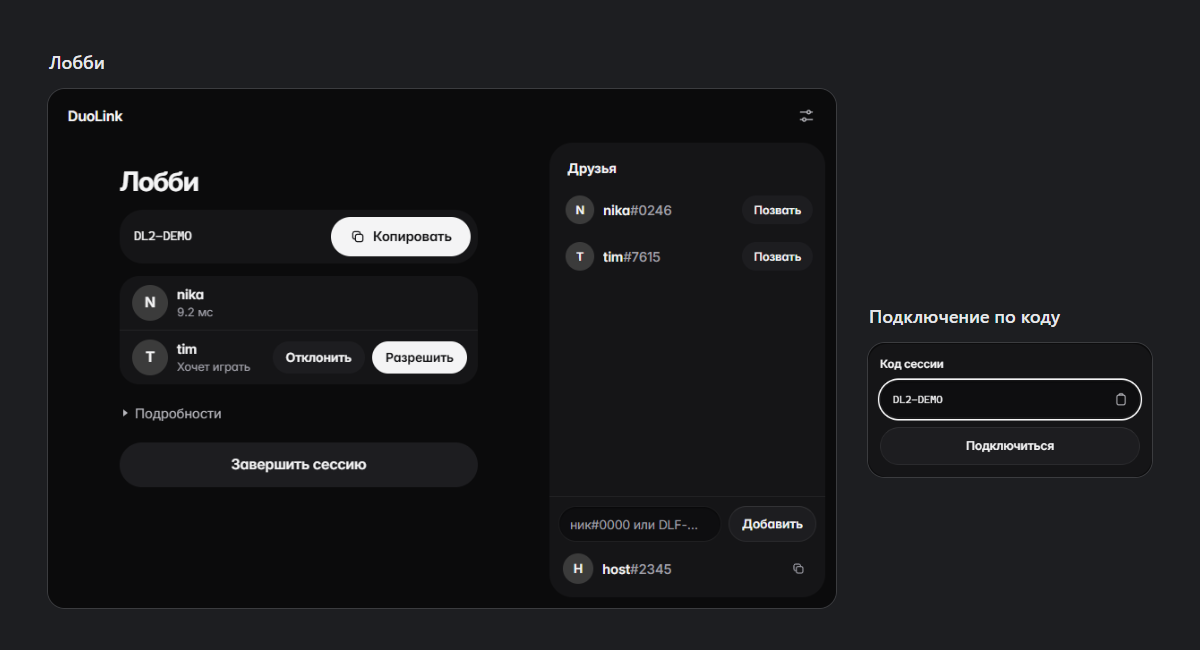 Лобби
DuoLink
Лобби
DL2-DEMO
Копировать
N
nika
9.2 мс
T
tim
Хочет играть
Отклонить
Разрешить
Подробности
Завершить сессию
Друзья
N
nika#0246
Позвать
T
tim#7615
Позвать
ник#0000 или DLF-...
Добавить
H
host#2345
Подключение по коду
Код сессии
DL2-DEMO
Подключиться